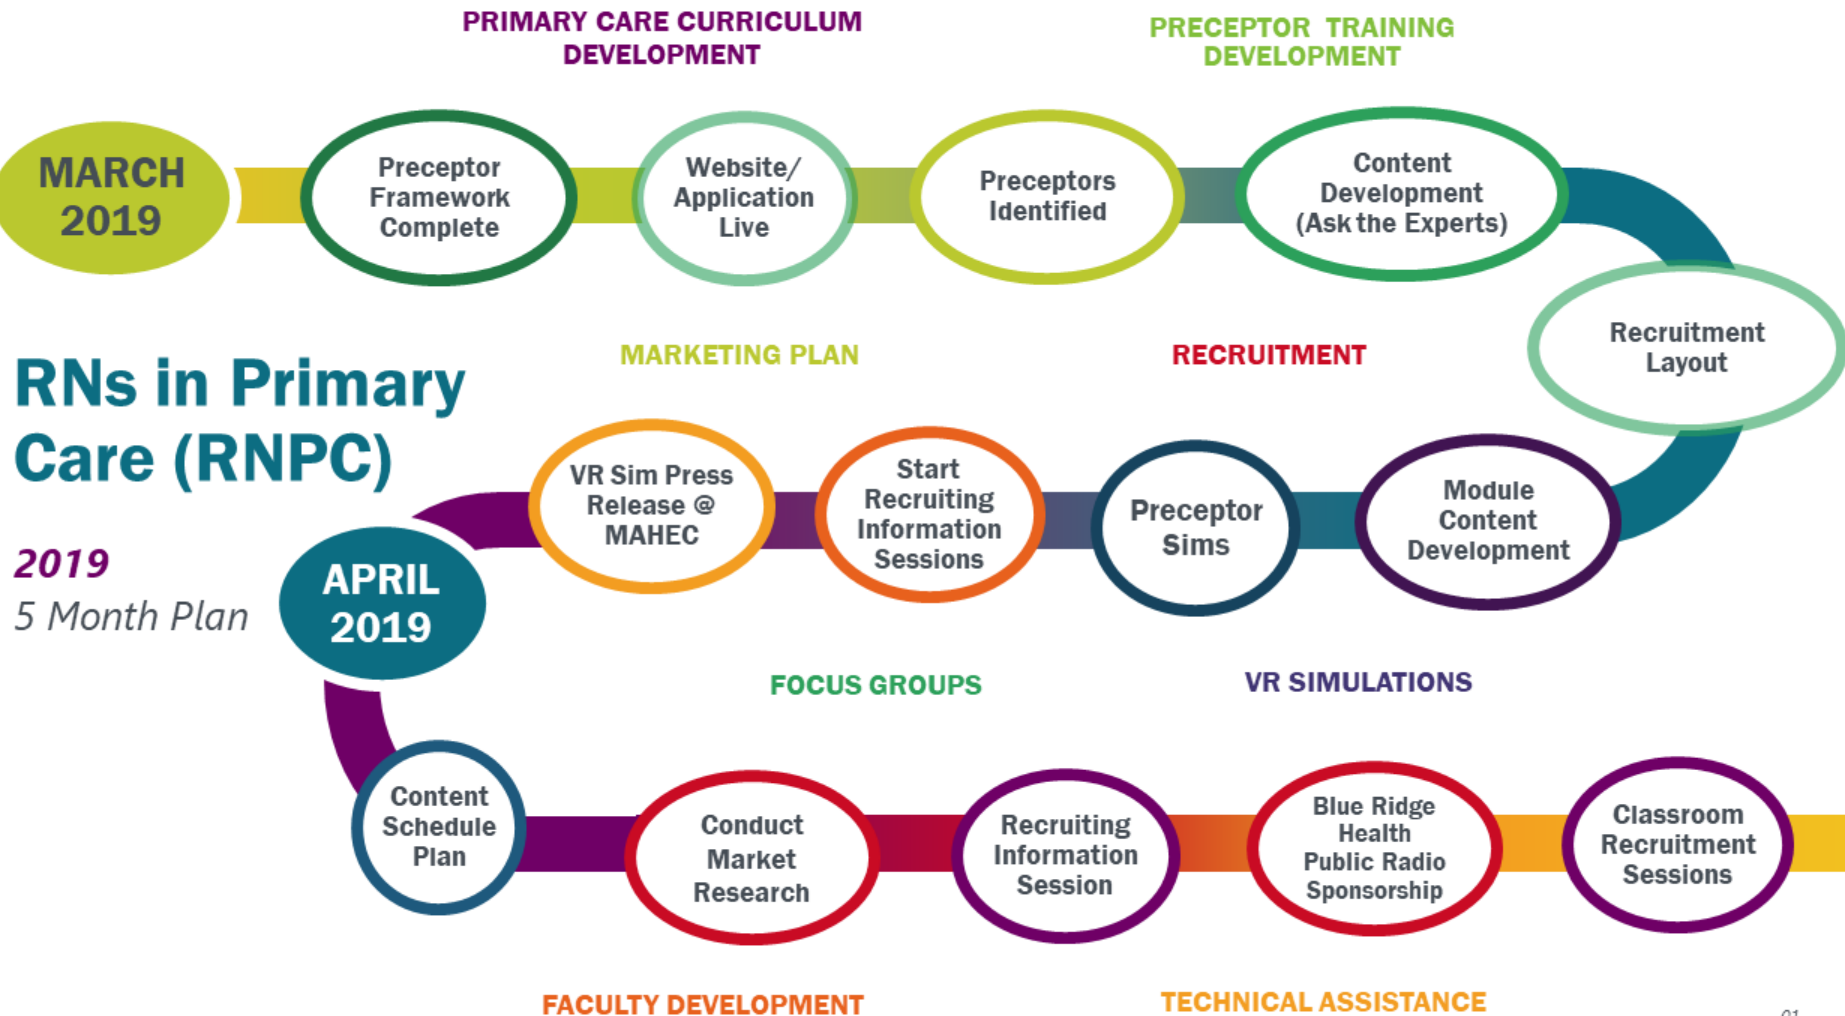 PRIMARY CARE CURRICULUM
DEVELOPMENT
PRECEPTOR TRAINING
DEVELOPMENT
MARCH
2019
Preceptor
Framework
Complete
Website/
Application
Live
Preceptors
Identified
Content
Development
(Ask the Experts)
Recruitment
Layout
MARKETING PLAN
RECRUITMENT
RNs in Primary
Care (RNPC)
2019
5 Month Plan
VR Sim Press
Release @
MAHEC
Start
Recruiting
Information
Sessions
Preceptor
Sims
Module
Content
Development
APRIL
2019
FOCUS GROUPS
VR SIMULATIONS
Content
Schedule
Plan
Conduct
Market
Research
Recruiting
Information
Session
Blue Ridge
Health
Public Radio
Sponsorship
Classroom
Recruitment
Sessions
FACULTY DEVELOPMENT
TECHNICAL ASSISTANCE